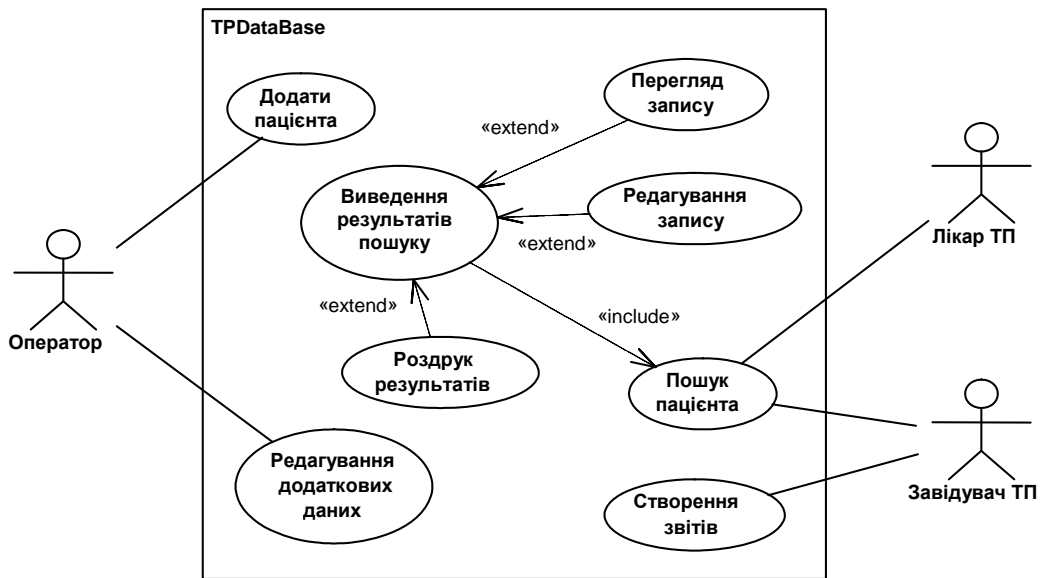 TPDataBase
Додати
пацієнта
Перегляд
запису
«extend»
Виведення
результатів
пошуку
Редагування
запису
«extend»
Лікар ТП
Оператор
«extend»
«include»
Роздрук
результатів
Пошук
пацієнта
Редагування
додаткових
даних
Створення
звітів
Завідувач ТП